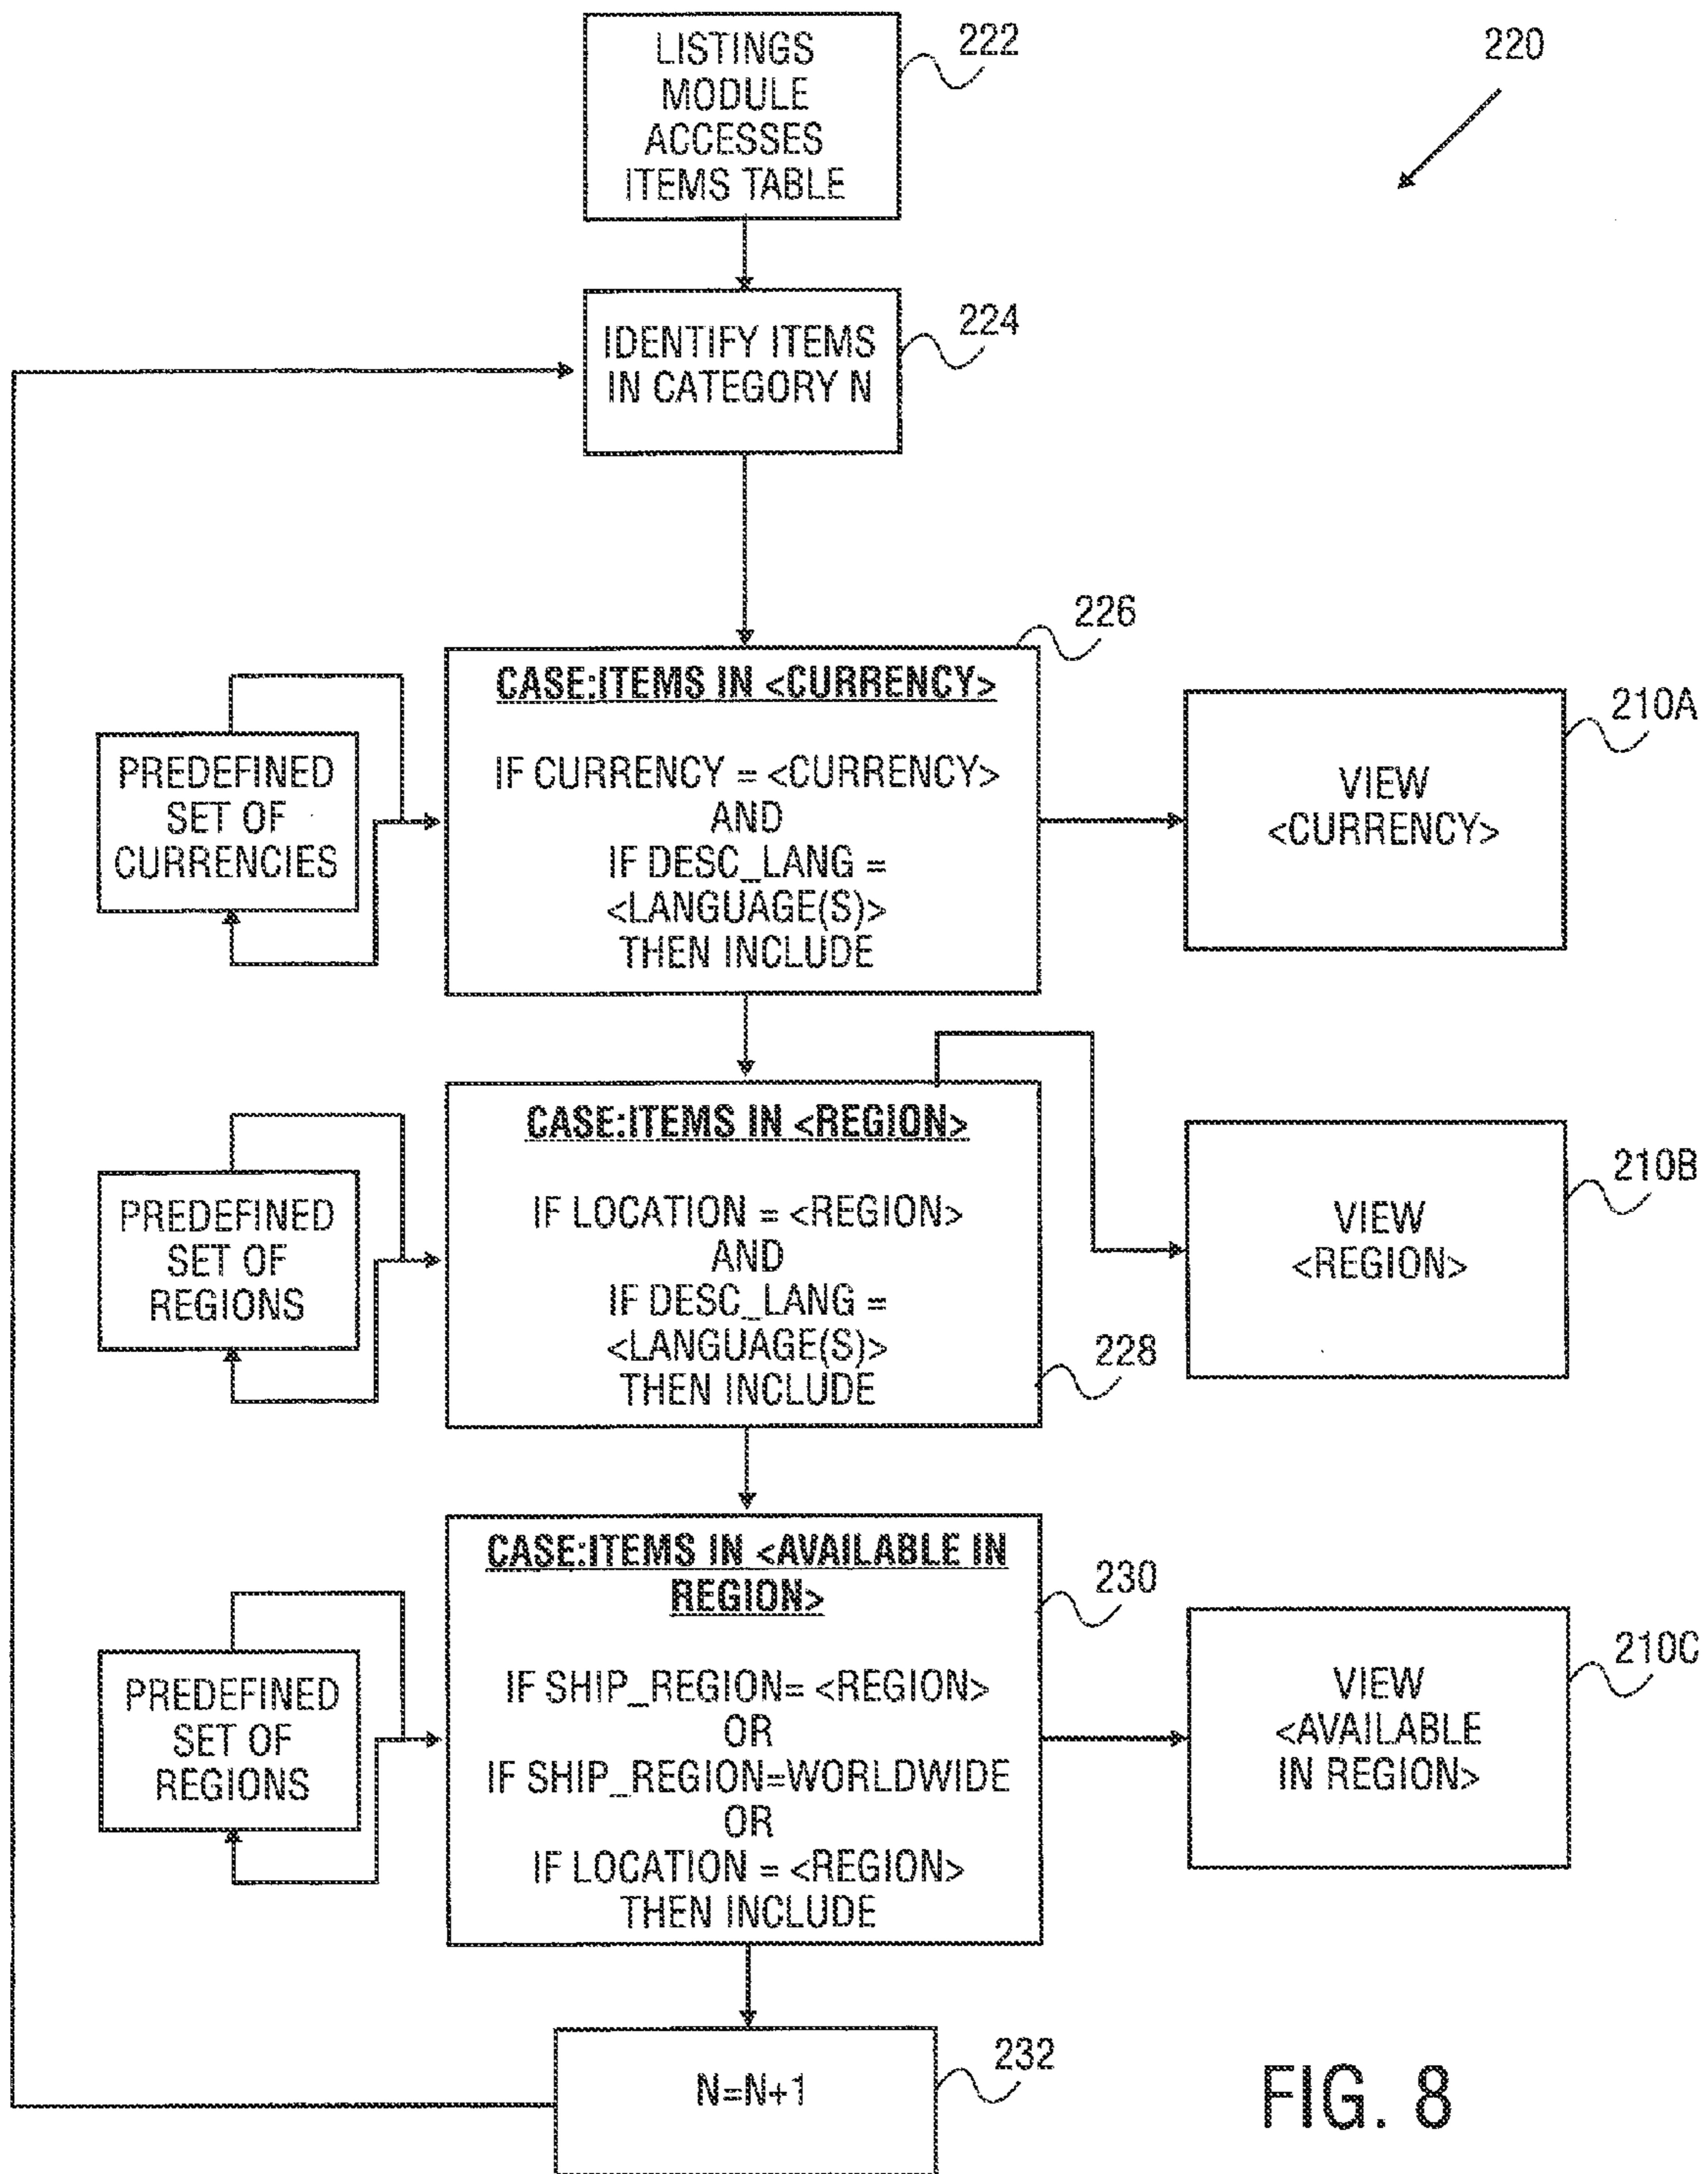 LISTINGS
MODULE
ACCESSES
ITEMS TABLE
222
220
IDENTIFY ITEMS
IN CATEGORY N
224
PREDEFINED
SET OF
CURRENCIES
CASE:ITEMS IN <CURRENCY>
IF CURRENCY = <CURRENCY>
AND
IF DESC_LANG =
<LANGUAGE(S)>
THEN INCLUDE
226
VIEW
<CURRENCY>
210A
PREDEFINED
SET OF
REGIONS
CASE:ITEMS IN <REGION>
IF LOCATION = <REGION>
AND
IF DESC_LANG =
<LANGUAGE(S)>
THEN INCLUDE
228
VIEW
<REGION>
210B
PREDEFINED
SET OF
REGIONS
CASE:ITEMS IN <AVAILABLE IN
REGION>
IF SHIP_REGION= <REGION>
OR
IF SHIP_REGION=WORLDWIDE
OR
IF LOCATION = <REGION>
THEN INCLUDE
230
VIEW
<AVAILABLE
IN REGION>
210C
N=N+1
232
FIG. 8